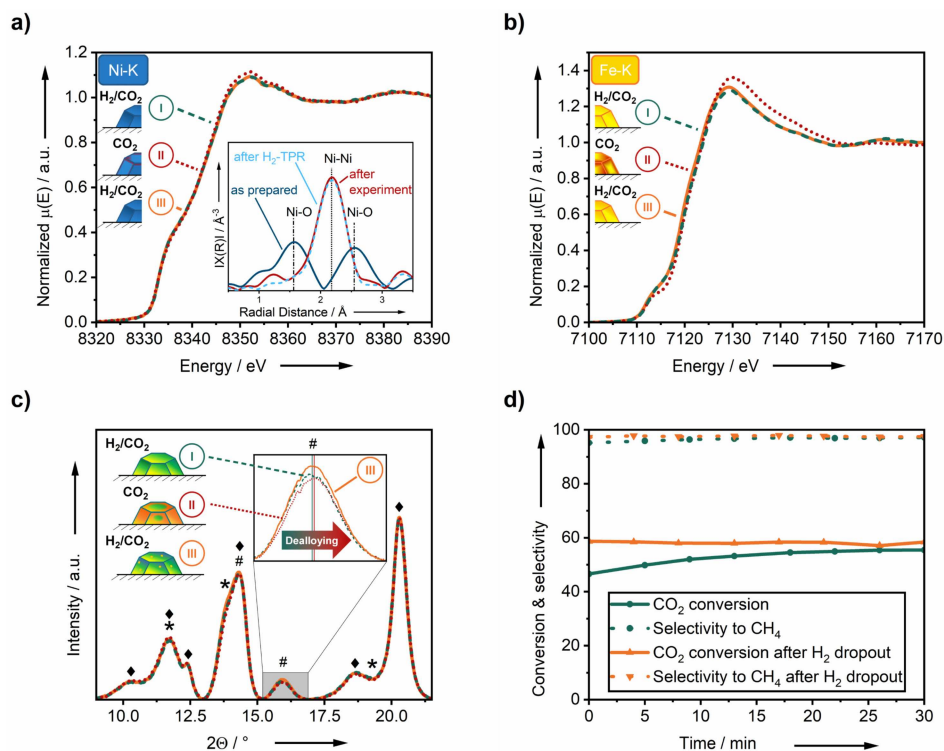 a)
Ni-K
H₂/CO₂
I
CO₂
II
H₂/CO₂
III
Normalized μ(E) / a.u.
1.2
1.0
0.8
0.6
0.4
0.2
0.0
8320 8330 8340 8350 8360 8370 8380 8390
Energy / eV
after H₂-TPR
Ni-Ni
after
experiment
as prepared
Ni-O
Ni-O
|X(R)| / Å⁻³
1 2 3
Radial Distance / Å
b)
Fe-K
H₂/CO₂
I
CO₂
II
H₂/CO₂
III
Normalized μ(E) / a.u.
1.4
1.2
1.0
0.8
0.6
0.4
0.2
0.0
7100 7110 7120 7130 7140 7150 7160 7170
Energy / eV
c)
H₂/CO₂
I
CO₂
II
H₂/CO₂
III
#
III
Dealloying
Intensity / a.u.
♦
♦
*
♦
*
♦
#
#
♦
*
♦
10.0 12.5 15.0 17.5 20.0
2Θ / °
d)
Conversion & selectivity
100
80
60
40
20
0
CO₂ conversion
Selectivity to CH₄
CO₂ conversion after H₂ dropout
Selectivity to CH₄ after H₂ dropout
0 5 10 15 20 25 30
Time / min